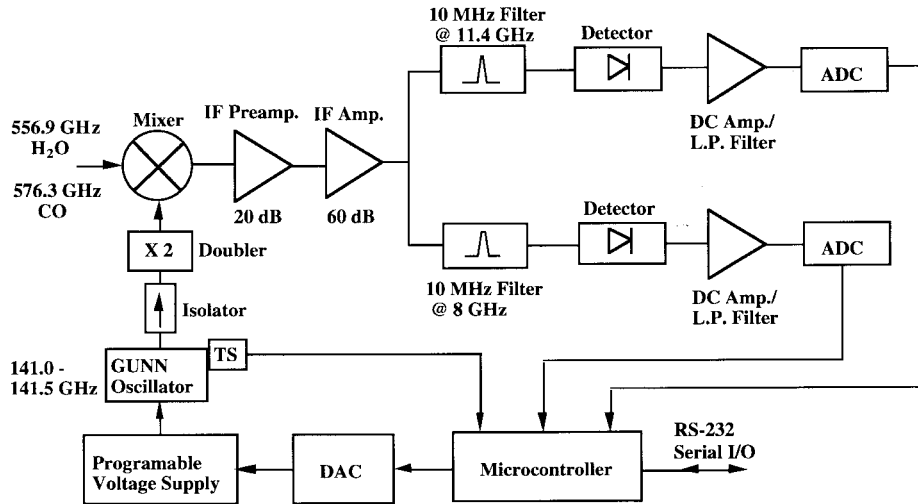 10 MHz Filter
@ 11.4 GHz
Detector
ADC
DC Amp./
L.P. Filter
Mixer
IF Preamp.
IF Amp.
556.9 GHz
H₂O
576.3 GHz
CO
20 dB
60 dB
X 2
Doubler
Isolator
10 MHz Filter
@ 8 GHz
Detector
ADC
DC Amp./
L.P. Filter
141.0 -
141.5 GHz
GUNN
Oscillator
TS
Programable
Voltage Supply
DAC
Microcontroller
RS-232
Serial I/O